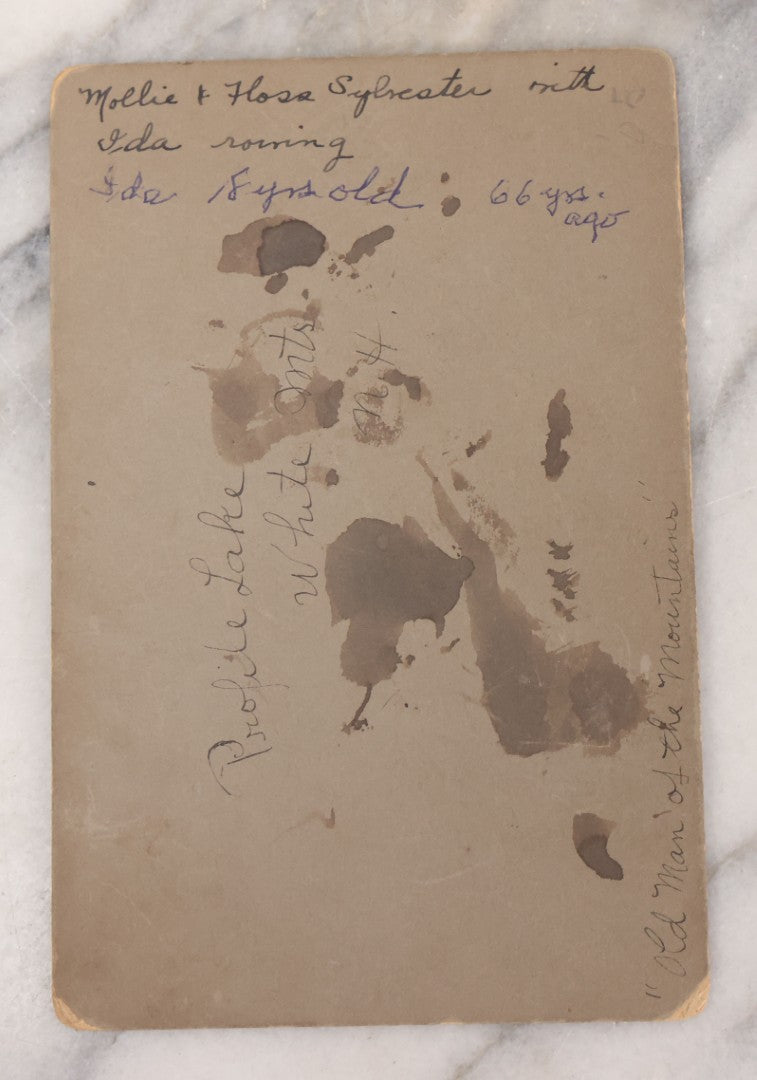 Mollie & Floss Sylvester with
Ida rowing
Ida 18 yrs old 66 yrs.
ago
Profile Lake
White Mts
N. H.
"Old Man of the Mountains"